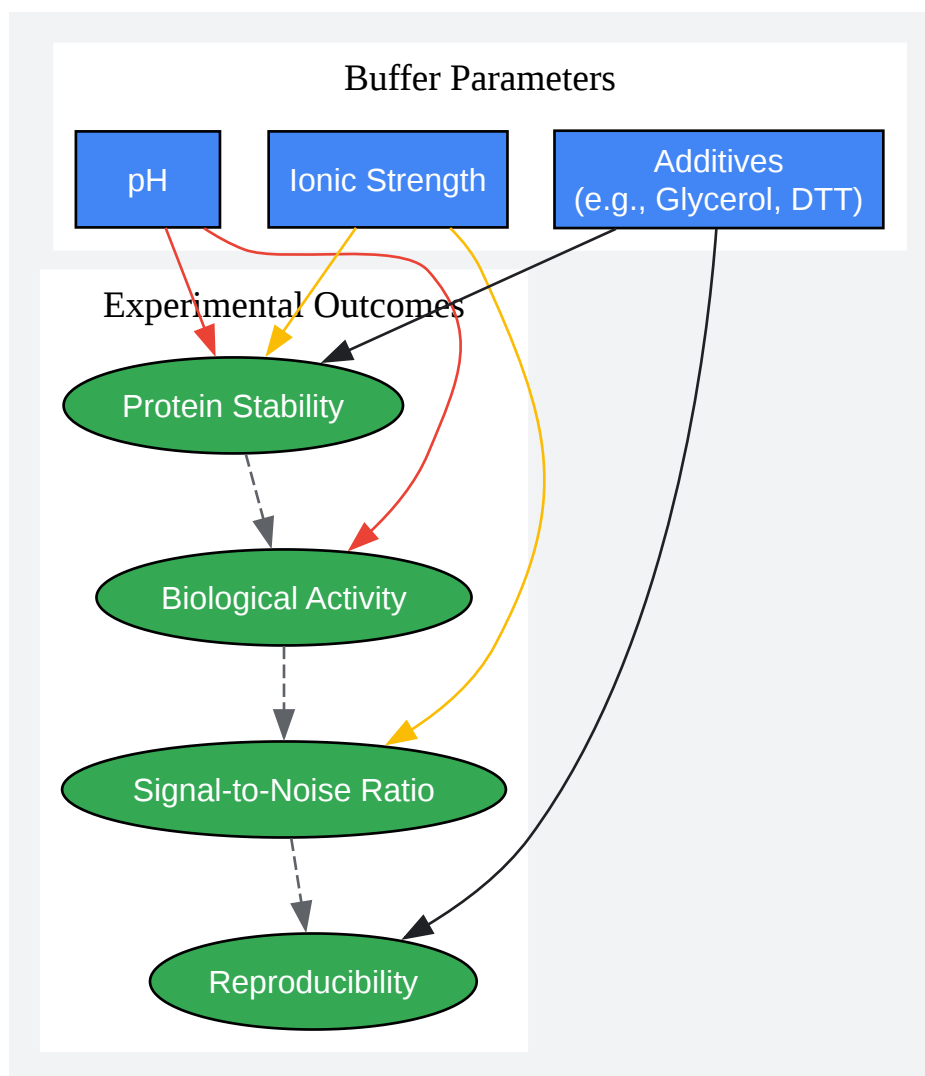 Buffer Parameters
pH
Ionic Strength
Additives
(e.g., Glycerol, DTT)
Experimental Outcomes
Protein Stability
Biological Activity
Signal-to-Noise Ratio
Reproducibility